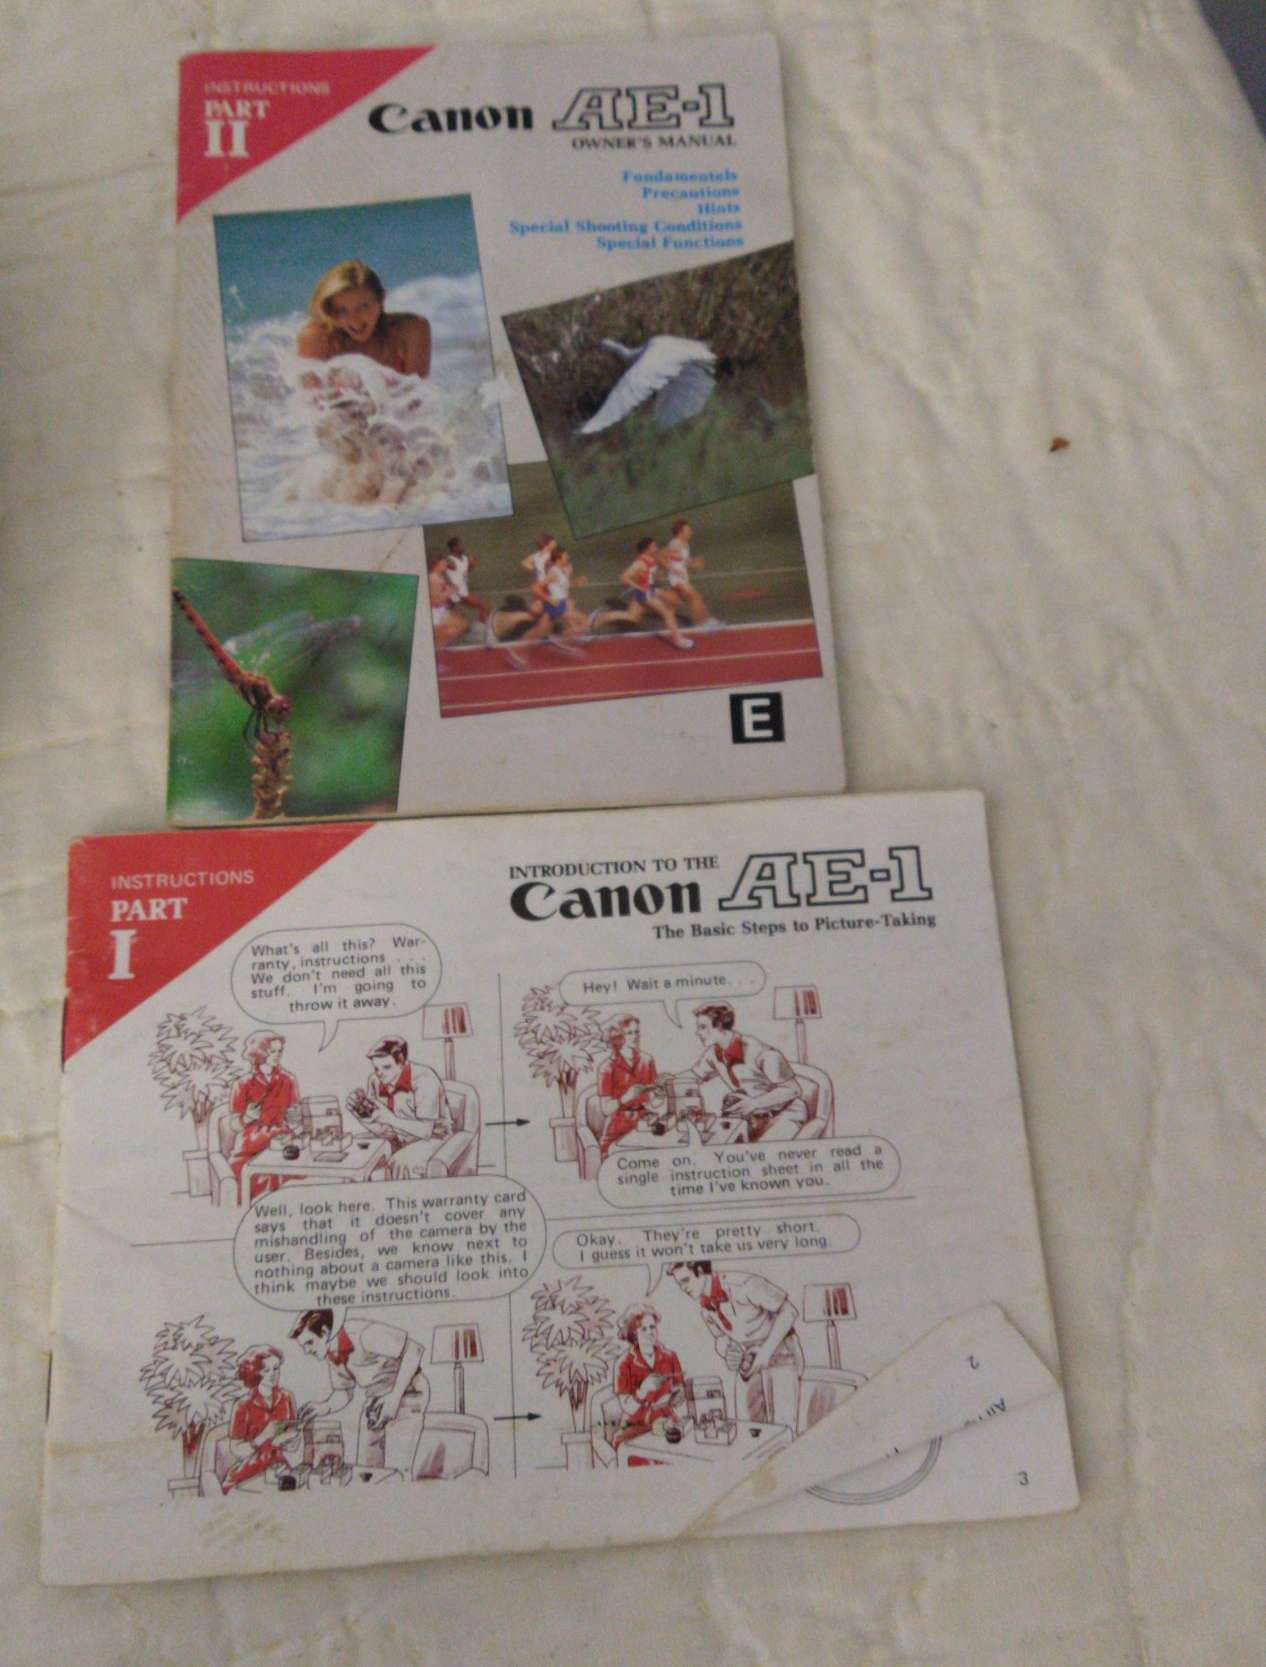 INSTRUCTIONS
PART
II
Canon AE-1
OWNER'S MANUAL
Fundamentals
Precautions
Hints
Special Shooting Conditions
Special Functions
E
INSTRUCTIONS
PART
I
INTRODUCTION TO THE
Canon AE-1
The Basic Steps to Picture-Taking
What's all this? War-
ranty, instructions . . .
We don't need all this
stuff. I'm going to
throw it away.
Hey! Wait a minute. . .
Come on. You've never read a
single instruction sheet in all the
time I've known you.
Well, look here. This warranty card
says that it doesn't cover any
mishandling of the camera by the
user. Besides, we know next to
nothing about a camera like this. I
think maybe we should look into
these instructions.
Okay. They're pretty short.
I guess it won't take us very long.
2
3